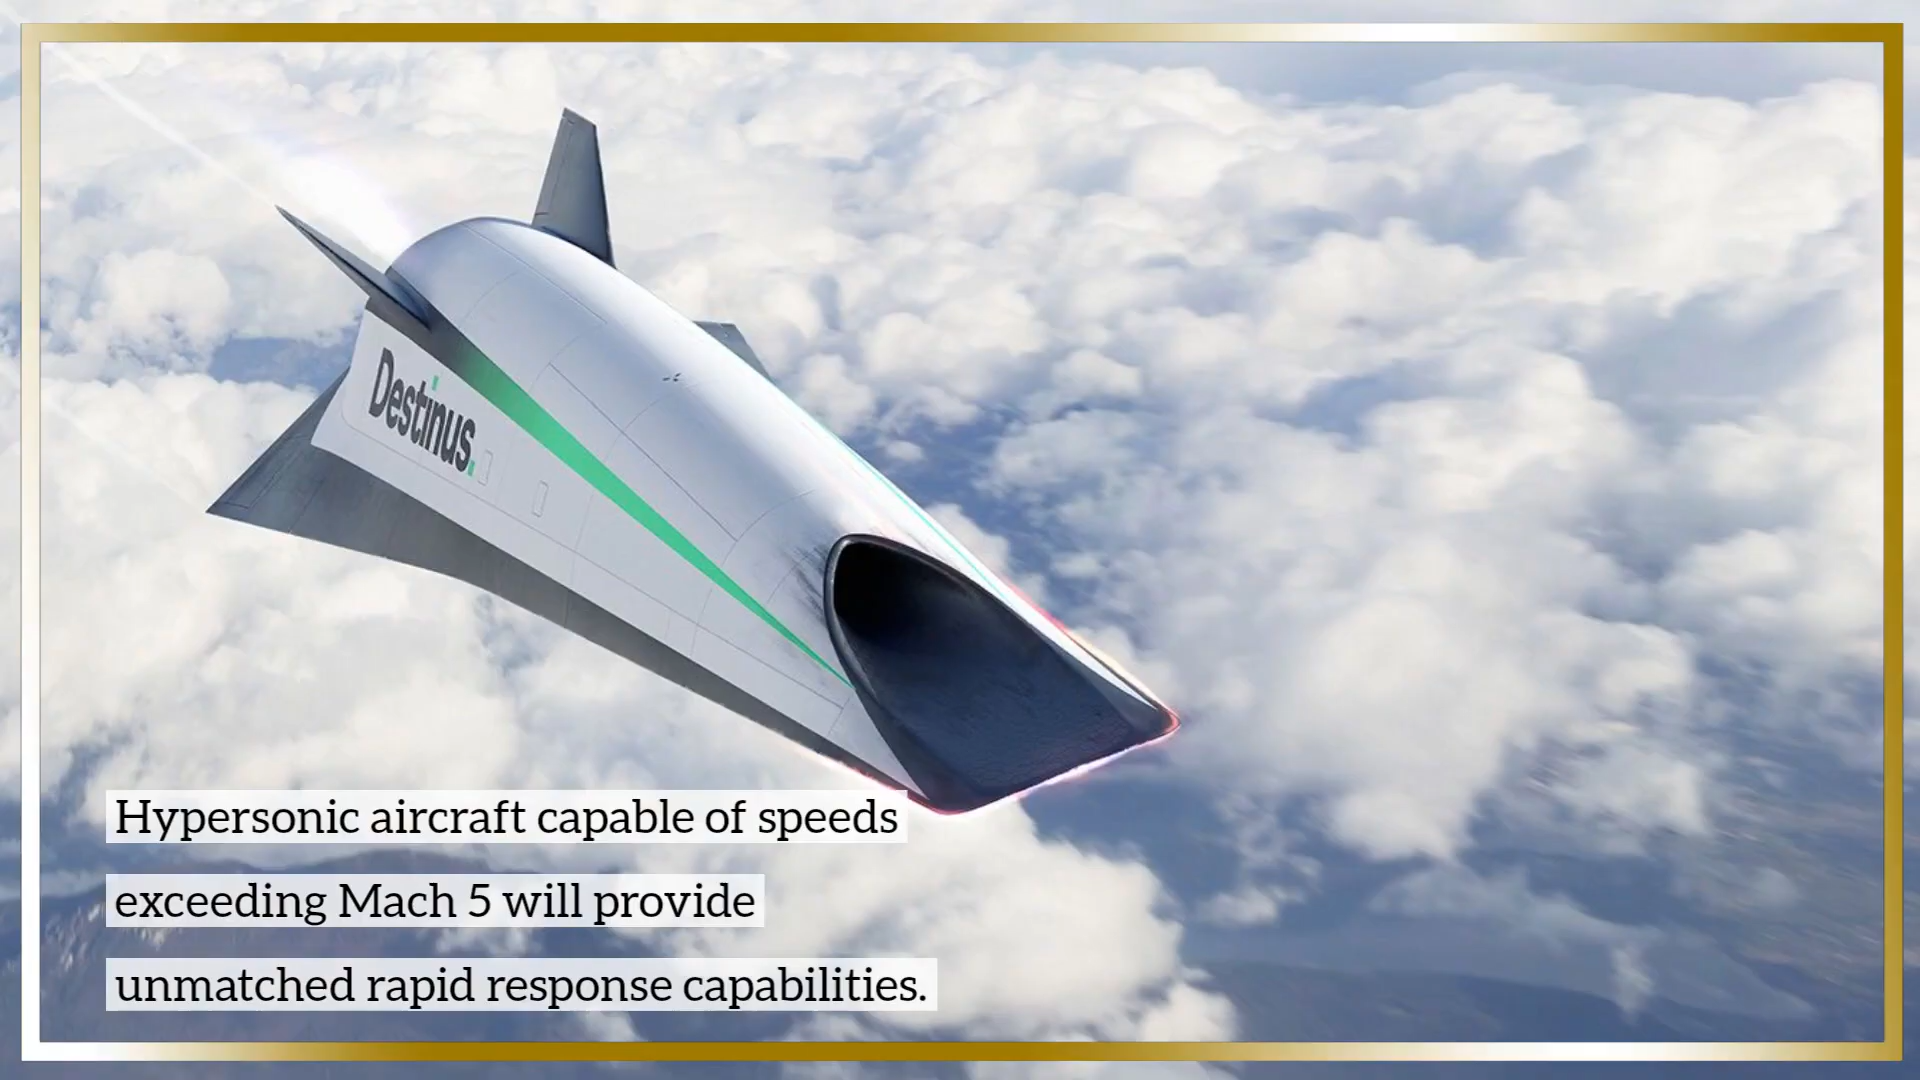 Destinus.
Hypersonic aircraft capable of speeds
exceeding Mach 5 will provide
unmatched rapid response capabilities.